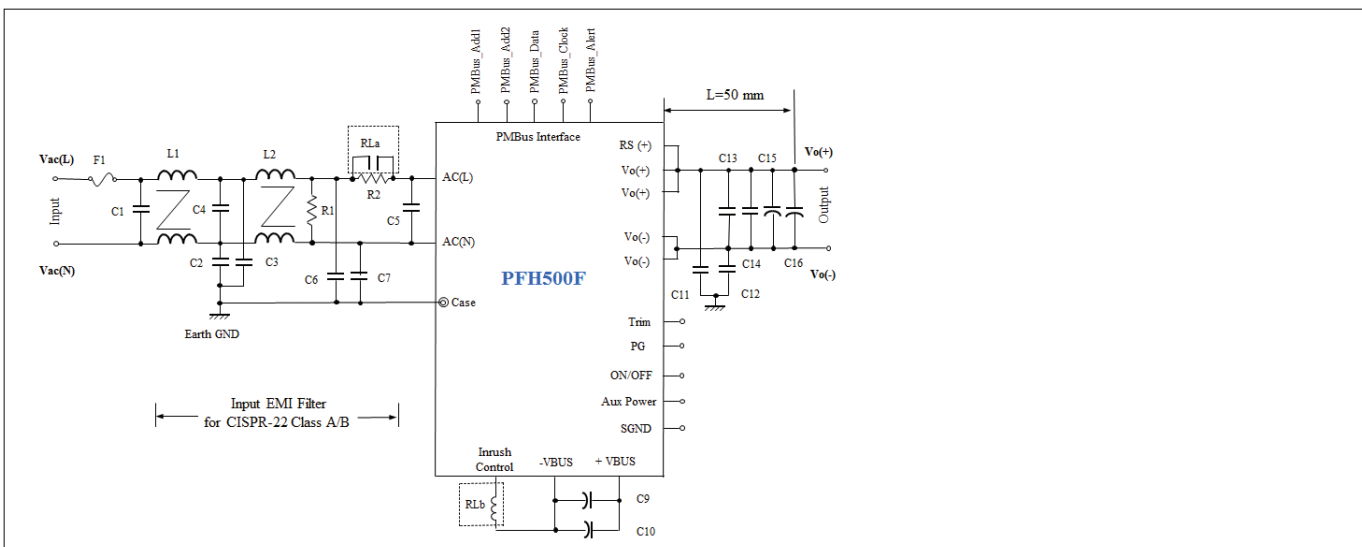 PMBus_Add1
PMBus_Add2
PMBus_Data
PMBus_Clock
PMBus_Alert
L=50 mm
PMBus Interface
RLa
Vac(L)
F1
L1
L2
R2
AC(L)
RS (+)
Vo(+)
Vo(+)
C13
C15
Vo(+)
Input
C1
C4
R1
C5
Output
Vac(N)
C2
C3
C6
C7
AC(N)
Vo(-)
Vo(-)
C14
C16
Vo(-)
PFH500F
C11
C12
Case
Earth GND
Trim
PG
ON/OFF
Aux Power
SGND
Input EMI Filter
for CISPR-22 Class A/B
Inrush
Control
-VBUS
+ VBUS
RLb
C9
C10